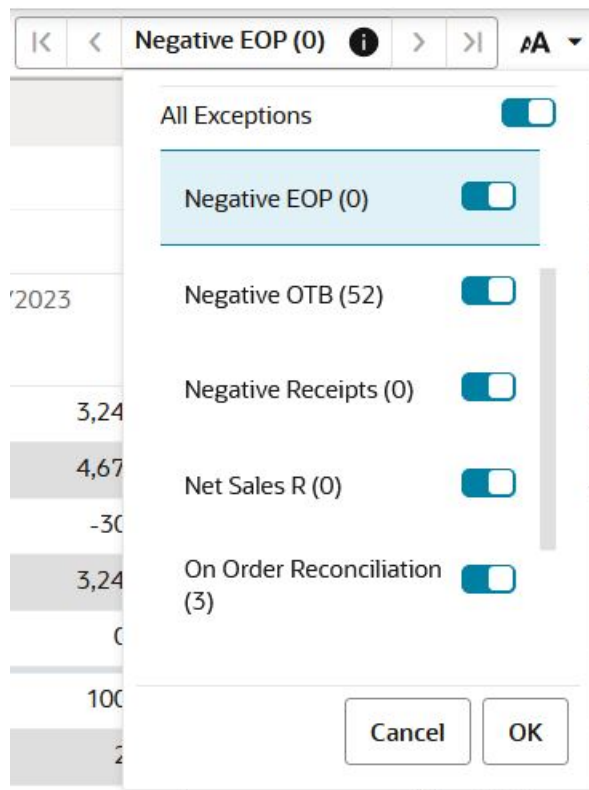 Negative EOP (0)
All Exceptions
Negative EOP (0)
Negative OTB (52)
/2023
Negative Receipts (0)
3,24
4,67
Net Sales R (0)
-30
On Order Reconciliation
(3)
3,24
100
Cancel
OK
2